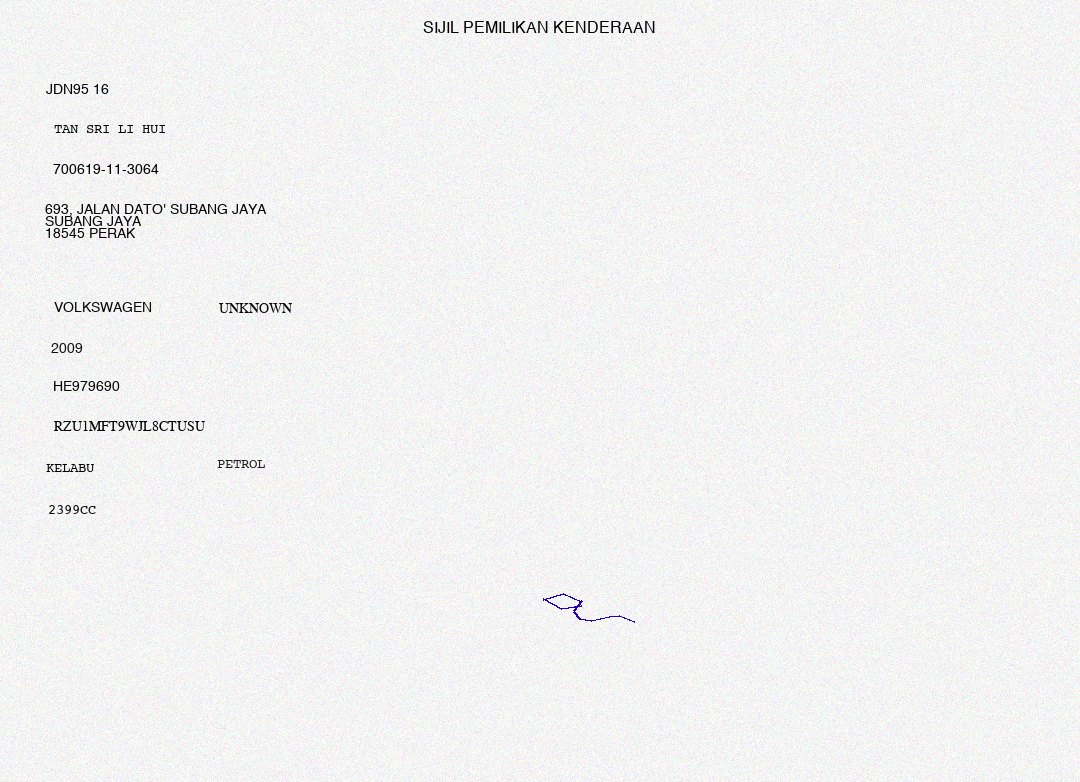 SIJIL PEMILIKAN KENDERAAN
JDN95 16
TAN SRI LI HUI
700619-11-3064
693, JALAN DATO' SUBANG JAYA
SUBANG JAYA
18545 PERAK
VOLKSWAGEN UNKNOWN
2009
HE979690
RZU1MFT9WJL8CTUSU
KELABU PETROL
2399CC